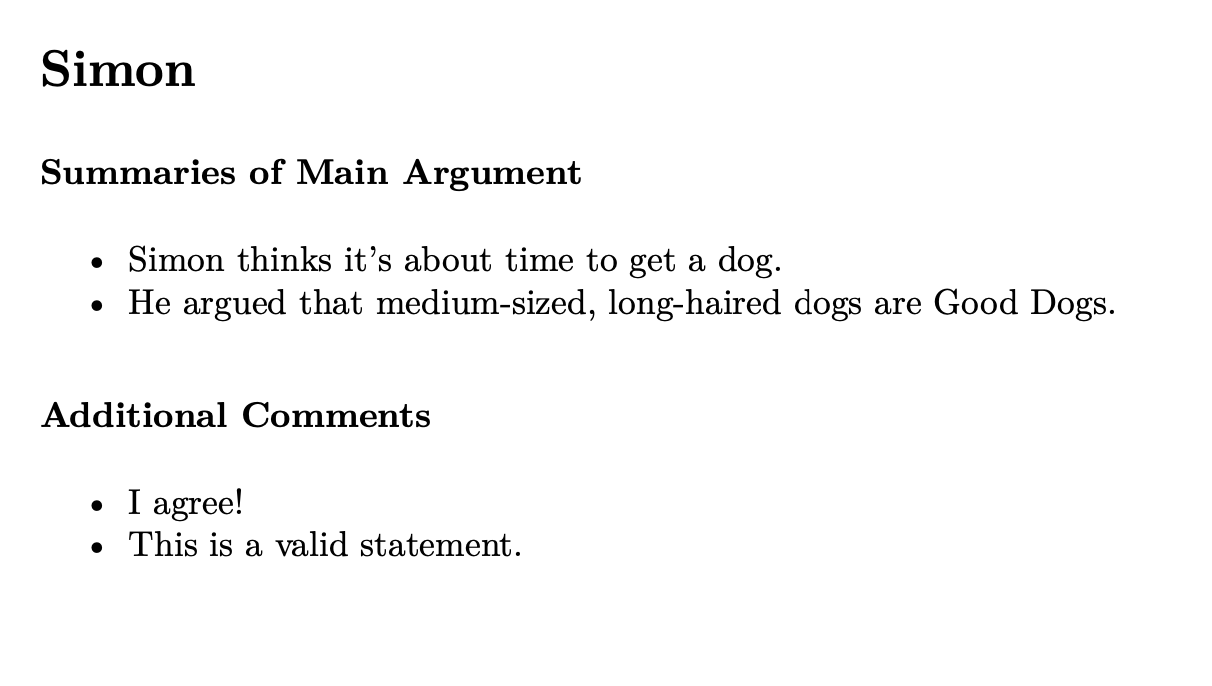 Simon
Summaries of Main Argument
• Simon thinks it’s about time to get a dog.
• He argued that medium-sized, long-haired dogs are Good Dogs.
Additional Comments
• I agree!
• This is a valid statement.